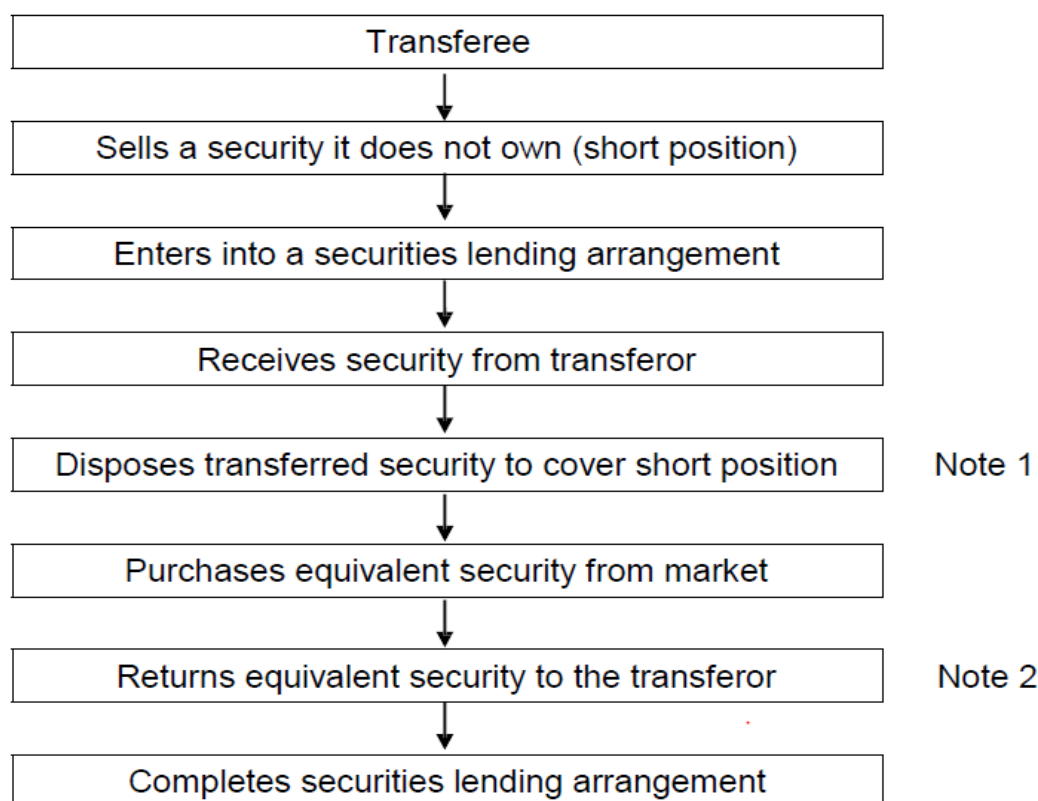 Transferee
Sells a security it does not own (short position)
Enters into a securities lending arrangement
Receives security from transferor
Disposes transferred security to cover short position Note 1
Purchases equivalent security from market
Returns equivalent security to the transferor Note 2
Completes securities lending arrangement